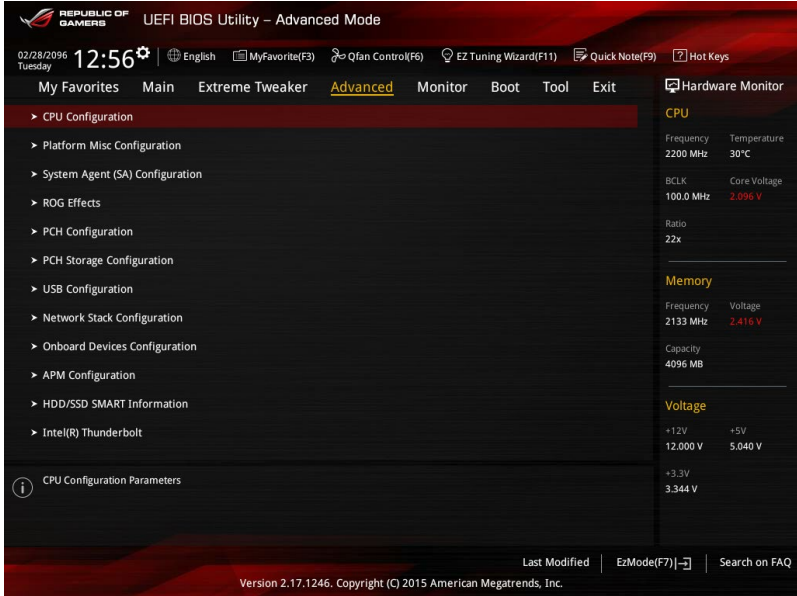 REPUBLIC OF
GAMERS
UEFI BIOS Utility – Advanced Mode
02/28/2096
Tuesday
12:56
English
MyFavorite(F3)
Qfan Control(F6)
EZ Tuning Wizard(F11)
Quick Note(F9)
? Hot Keys
My Favorites Main Extreme Tweaker Advanced Monitor Boot Tool Exit
> CPU Configuration
> Platform Misc Configuration
> System Agent (SA) Configuration
> ROG Effects
> PCH Configuration
> PCH Storage Configuration
> USB Configuration
> Network Stack Configuration
> Onboard Devices Configuration
> APM Configuration
> HDD/SSD SMART Information
> Intel(R) Thunderbolt
i
CPU Configuration Parameters
Hardware Monitor
CPU
Frequency Temperature
2200 MHz 30°C
BCLK Core Voltage
100.0 MHz 2.096 V
Ratio
22x
Memory
Frequency Voltage
2133 MHz 2.416 V
Capacity
4096 MB
Voltage
+12V +5V
12.000 V 5.040 V
+3.3V
3.344 V
Last Modified
EzMode(F7)
Search on FAQ
Version 2.17.1246. Copyright (C) 2015 American Megatrends, Inc.